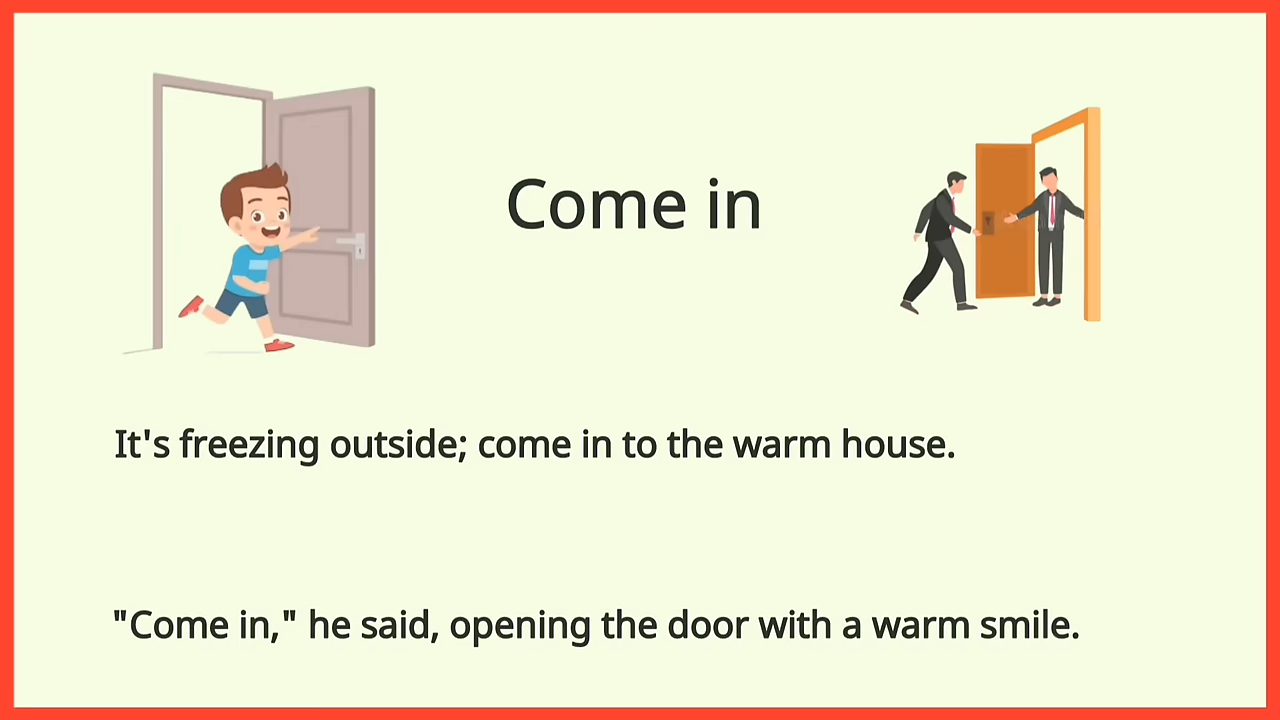 Come in
It's freezing outside; come in to the warm house.
"Come in," he said, opening the door with a warm smile.